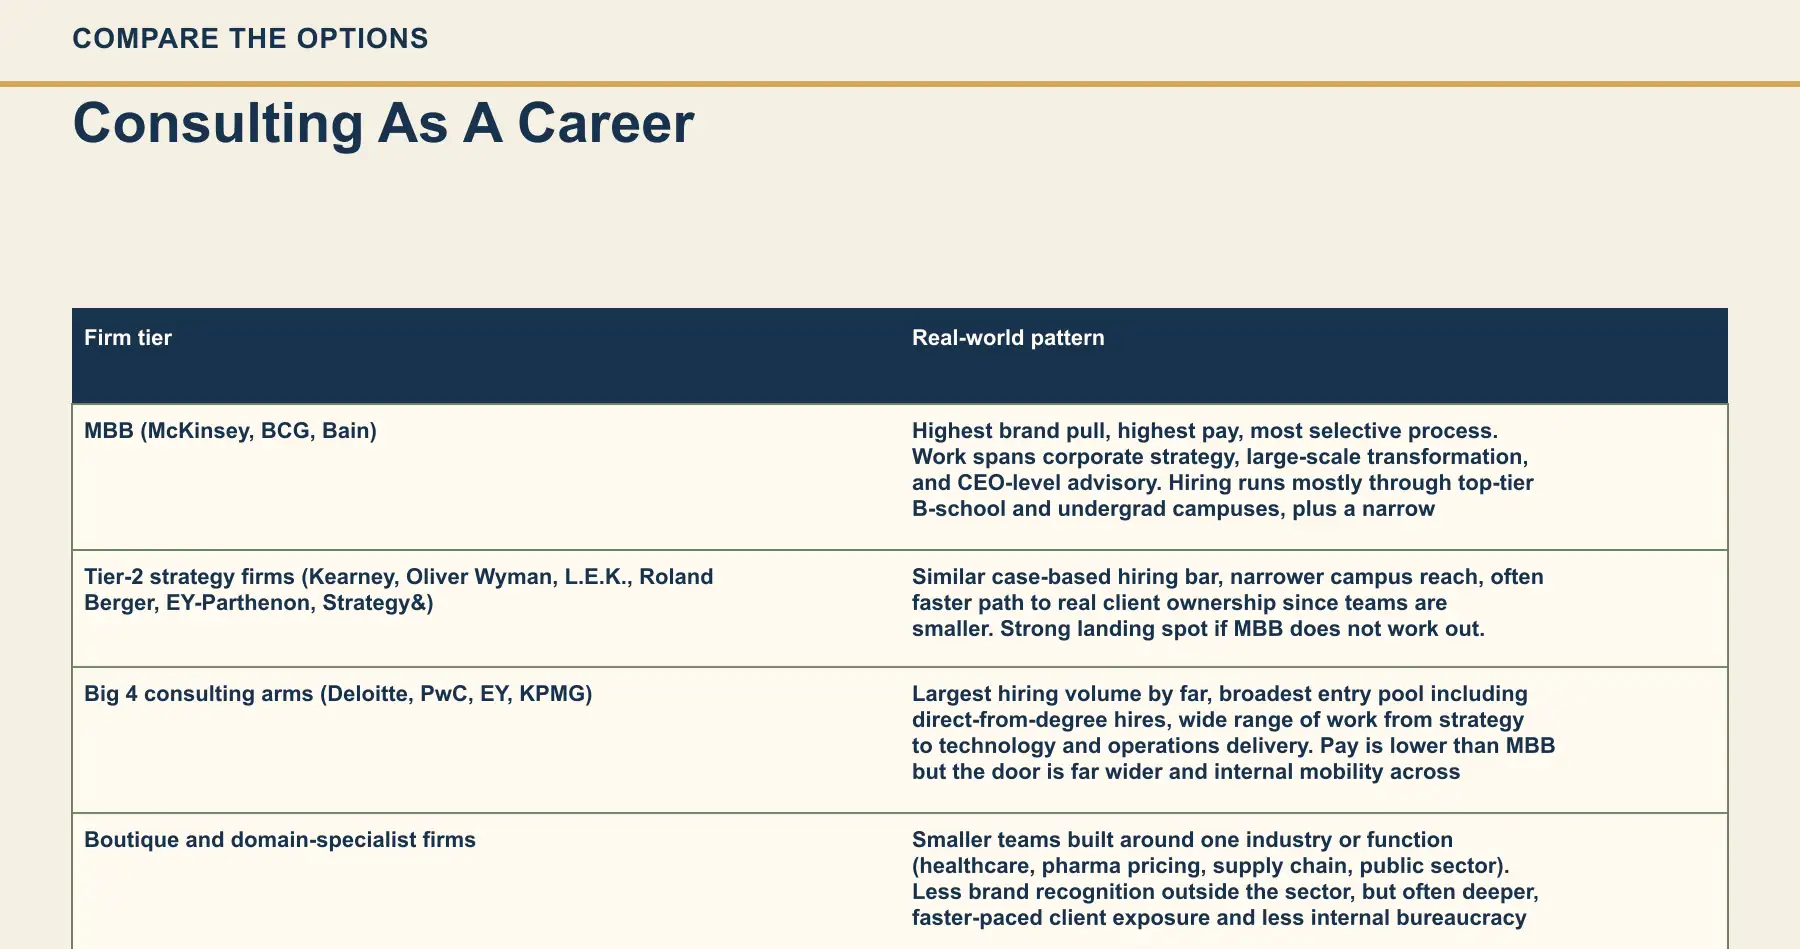 COMPARE THE OPTIONS
Consulting As A Career
Firm tier
Real-world pattern
MBB (McKinsey, BCG, Bain)
Highest brand pull, highest pay, most selective process.
Work spans corporate strategy, large-scale transformation,
and CEO-level advisory. Hiring runs mostly through top-tier
B-school and undergrad campuses, plus a narrow
Tier-2 strategy firms (Kearney, Oliver Wyman, L.E.K., Roland
Berger, EY-Parthenon, Strategy&)
Similar case-based hiring bar, narrower campus reach, often
faster path to real client ownership since teams are
smaller. Strong landing spot if MBB does not work out.
Big 4 consulting arms (Deloitte, PwC, EY, KPMG)
Largest hiring volume by far, broadest entry pool including
direct-from-degree hires, wide range of work from strategy
to technology and operations delivery. Pay is lower than MBB
but the door is far wider and internal mobility across
Boutique and domain-specialist firms
Smaller teams built around one industry or function
(healthcare, pharma pricing, supply chain, public sector).
Less brand recognition outside the sector, but often deeper,
faster-paced client exposure and less internal bureaucracy